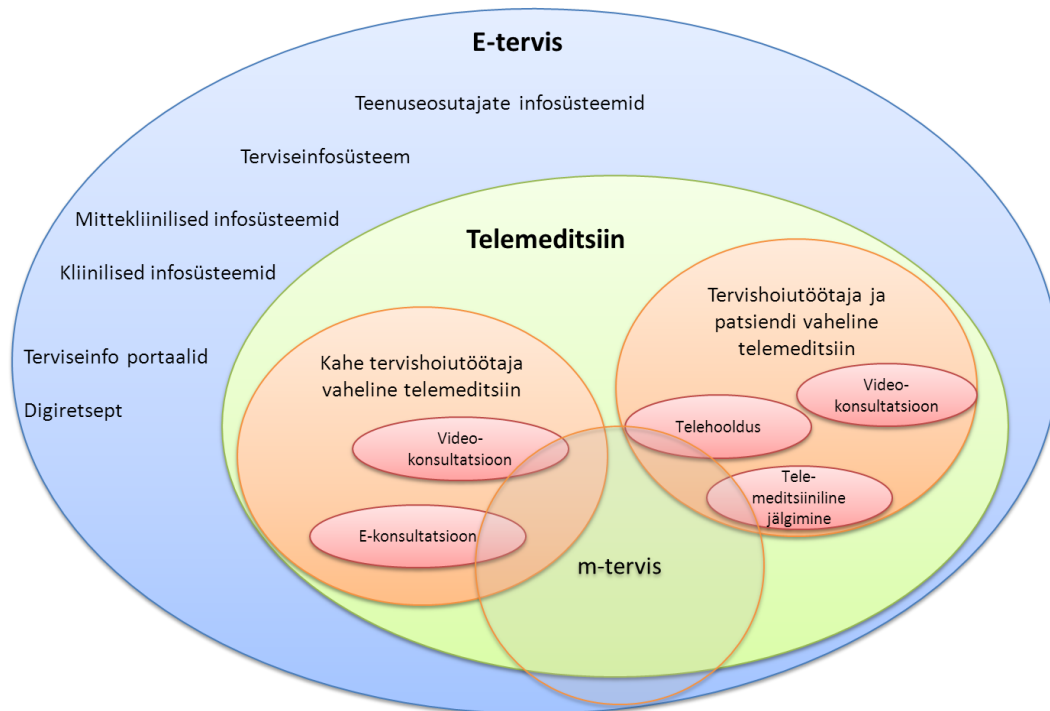 E-tervis
Teenuseosutajate infosüsteemid
Terviseinfosüsteem
Mittekliinilised infosüsteemid
Kliinilised infosüsteemid
Terviseinfo portaalid
Digiretsept
Telemeditsiin
Kahe tervishoiutöötaja
vaheline telemeditsiin
Video-
konsultatsioon
E-konsultatsioon
Tervishoiutöötaja ja
patsiendi vaheline
telemeditsiin
Video-
konsultatsioon
Telehooldus
Tele-
meditsiiniline
jälgimine
m-tervis